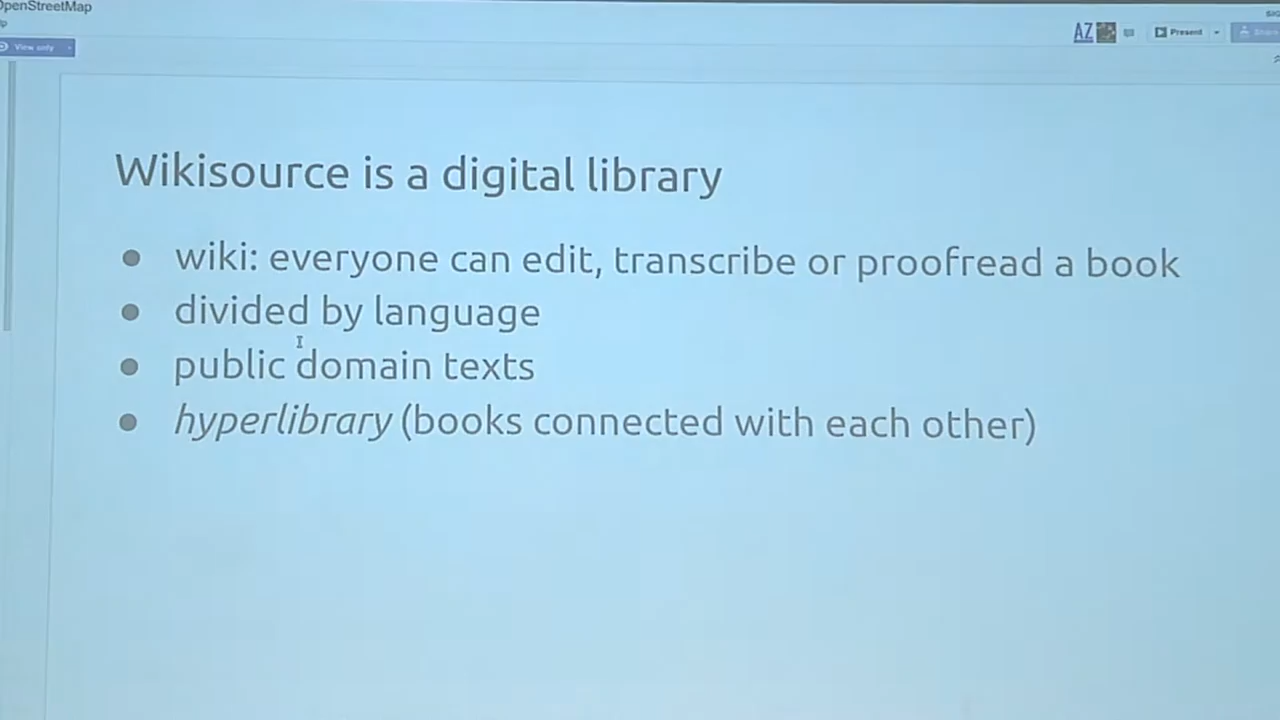 OpenStreetMap
View only
AZ
Present
Share
Wikisource is a digital library
wiki: everyone can edit, transcribe or proofread a book
divided by language
public domain texts
hyperlibrary (books connected with each other)